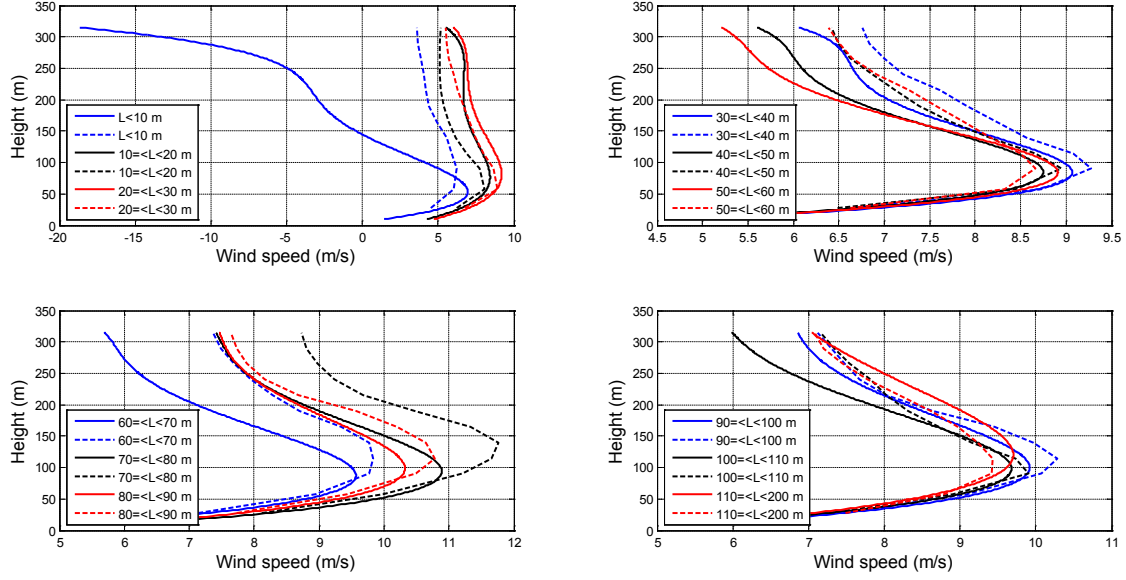 350
300
250
200
150
100
50
0
Height (m)
L<10 m
L<10 m
10=<L<20 m
10=<L<20 m
20=<L<30 m
20=<L<30 m
-20 -15 -10 -5 0 5 10
Wind speed (m/s)
350
300
250
200
150
100
50
0
Height (m)
30=<L<40 m
30=<L<40 m
40=<L<50 m
40=<L<50 m
50=<L<60 m
50=<L<60 m
4.5 5 5.5 6 6.5 7 7.5 8 8.5 9 9.5
Wind speed (m/s)
350
300
250
200
150
100
50
0
Height (m)
60=<L<70 m
60=<L<70 m
70=<L<80 m
70=<L<80 m
80=<L<90 m
80=<L<90 m
5 6 7 8 9 10 11 12
Wind speed (m/s)
350
300
250
200
150
100
50
0
Height (m)
90=<L<100 m
90=<L<100 m
100=<L<110 m
100=<L<110 m
110=<L<200 m
110=<L<200 m
5 6 7 8 9 10 11
Wind speed (m/s)